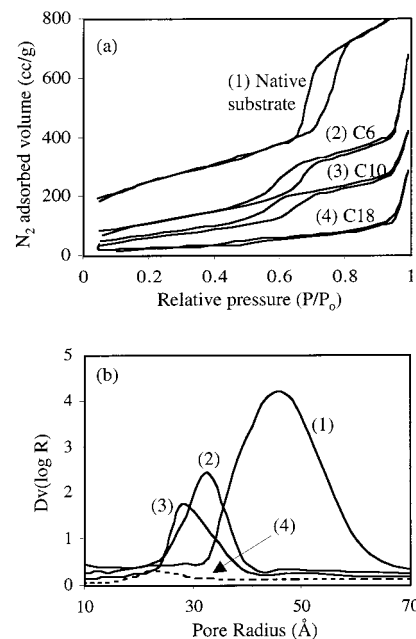 (a)
N₂ adsorbed volume (cc/g)
800
600
400
200
0
(1) Native
substrate
(2) C6
(3) C10
(4) C18
0 0.2 0.4 0.6 0.8 1
Relative pressure (P/Pₒ)
(b)
Dv(log R)
5
4
3
2
1
0
(1)
(2)
(3)
(4)
10 30 50 70
Pore Radius (Å)